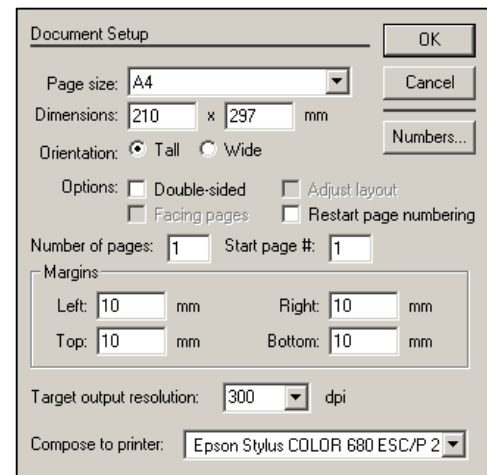 Document Setup
OK
Page size: A4
Cancel
Dimensions: 210 x 297 mm
Numbers...
Orientation: Tall Wide
Options: Double-sided Adjust layout
Facing pages Restart page numbering
Number of pages: 1 Start page #: 1
Margins
Left: 10 mm Right: 10 mm
Top: 10 mm Bottom: 10 mm
Target output resolution: 300 dpi
Compose to printer: Epson Stylus COLOR 680 ESC/P 2